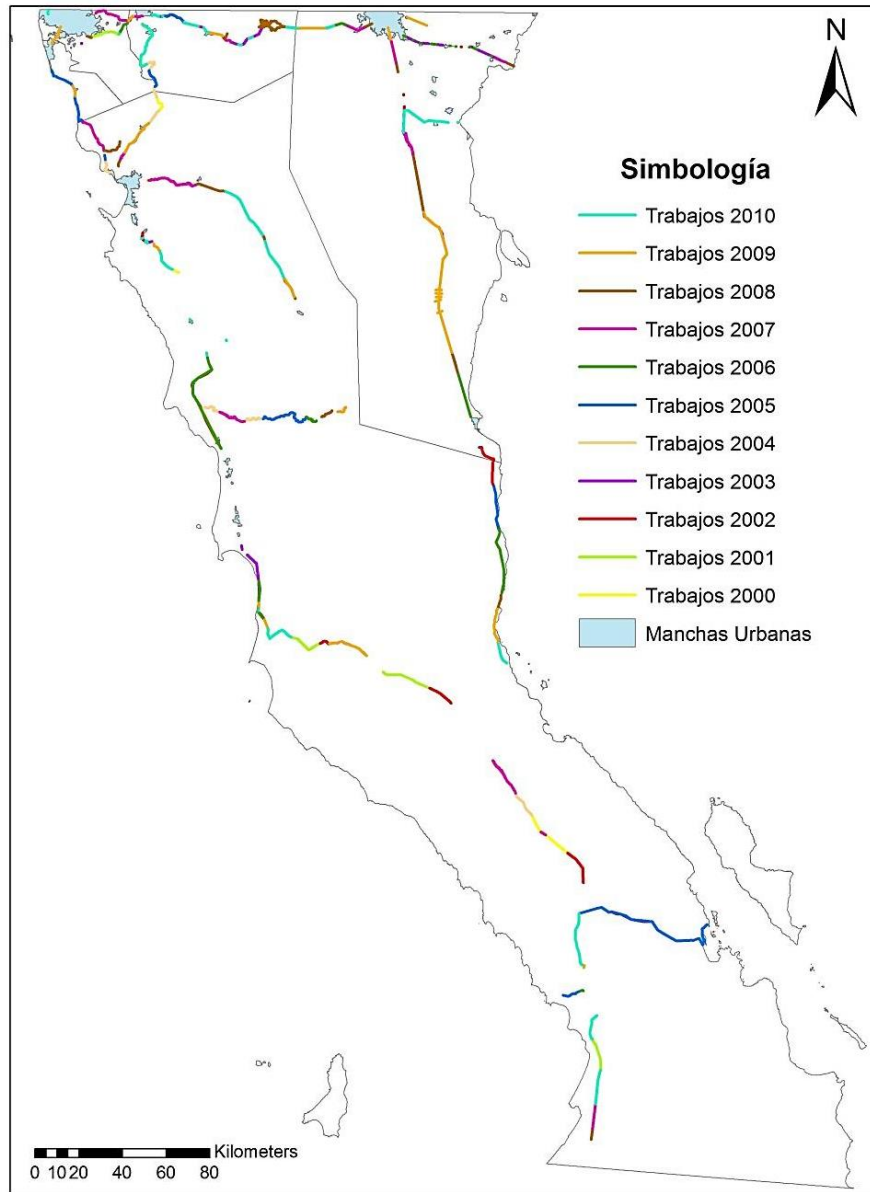 N
Simbología
Trabajos 2010
Trabajos 2009
Trabajos 2008
Trabajos 2007
Trabajos 2006
Trabajos 2005
Trabajos 2004
Trabajos 2003
Trabajos 2002
Trabajos 2001
Trabajos 2000
Manchas Urbanas
Kilometers
0 5 10 20 40 60 80